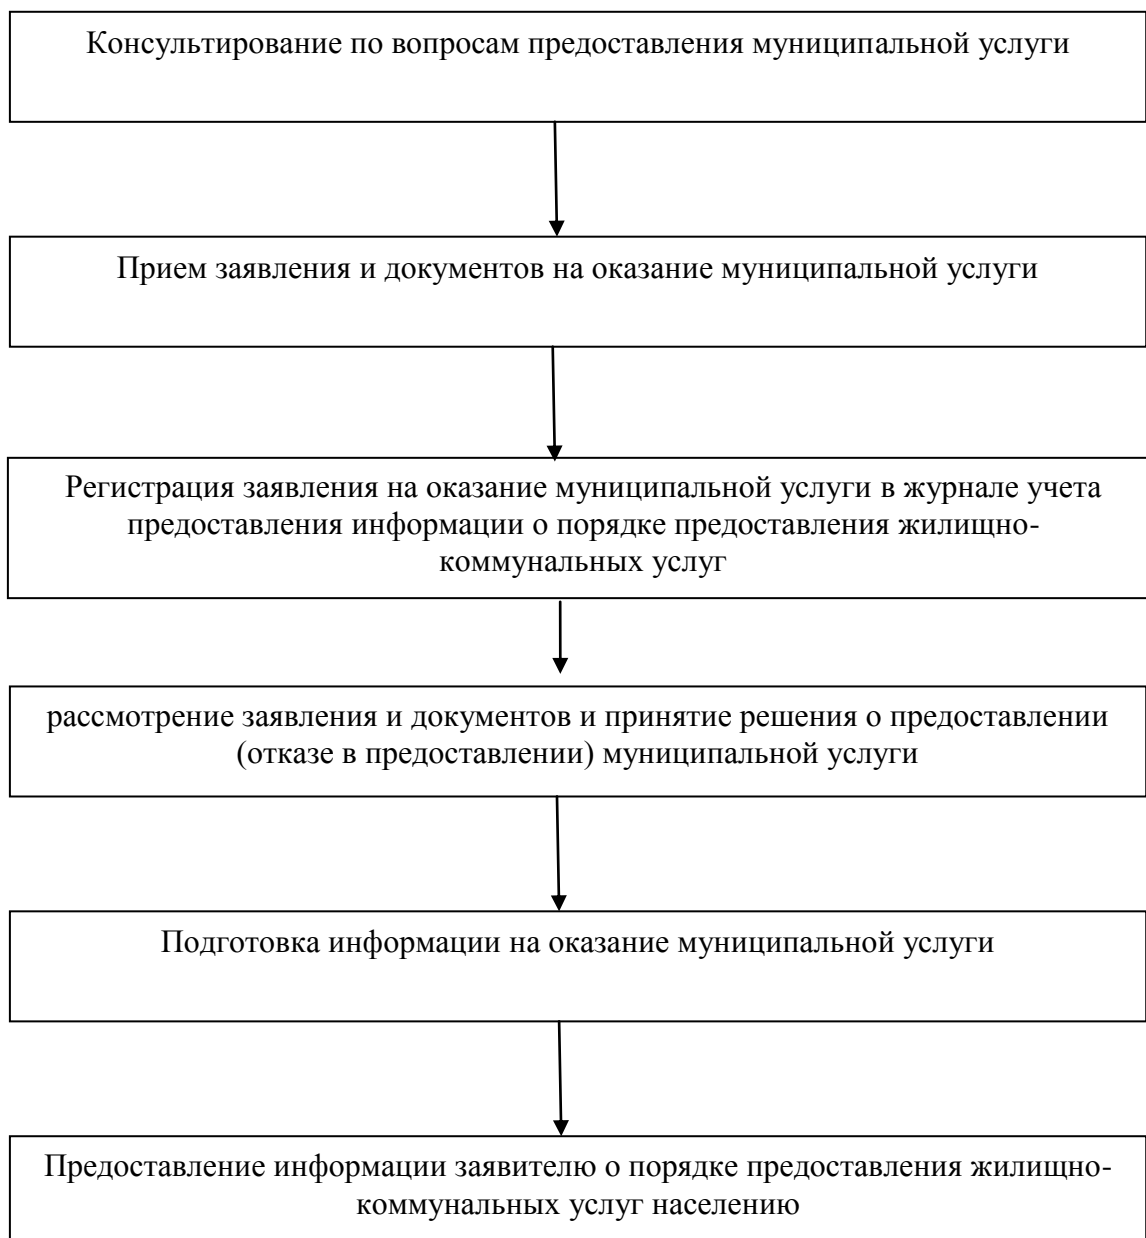 Консультирование по вопросам предоставления муниципальной услуги
Прием заявления и документов на оказание муниципальной услуги
Регистрация заявления на оказание муниципальной услуги в журнале учета
предоставления информации о порядке предоставления жилищно-
коммунальных услуг
рассмотрение заявления и документов и принятие решения о предоставлении
(отказе в предоставлении) муниципальной услуги
Подготовка информации на оказание муниципальной услуги
Предоставление информации заявителю о порядке предоставления жилищно-
коммунальных услуг населению